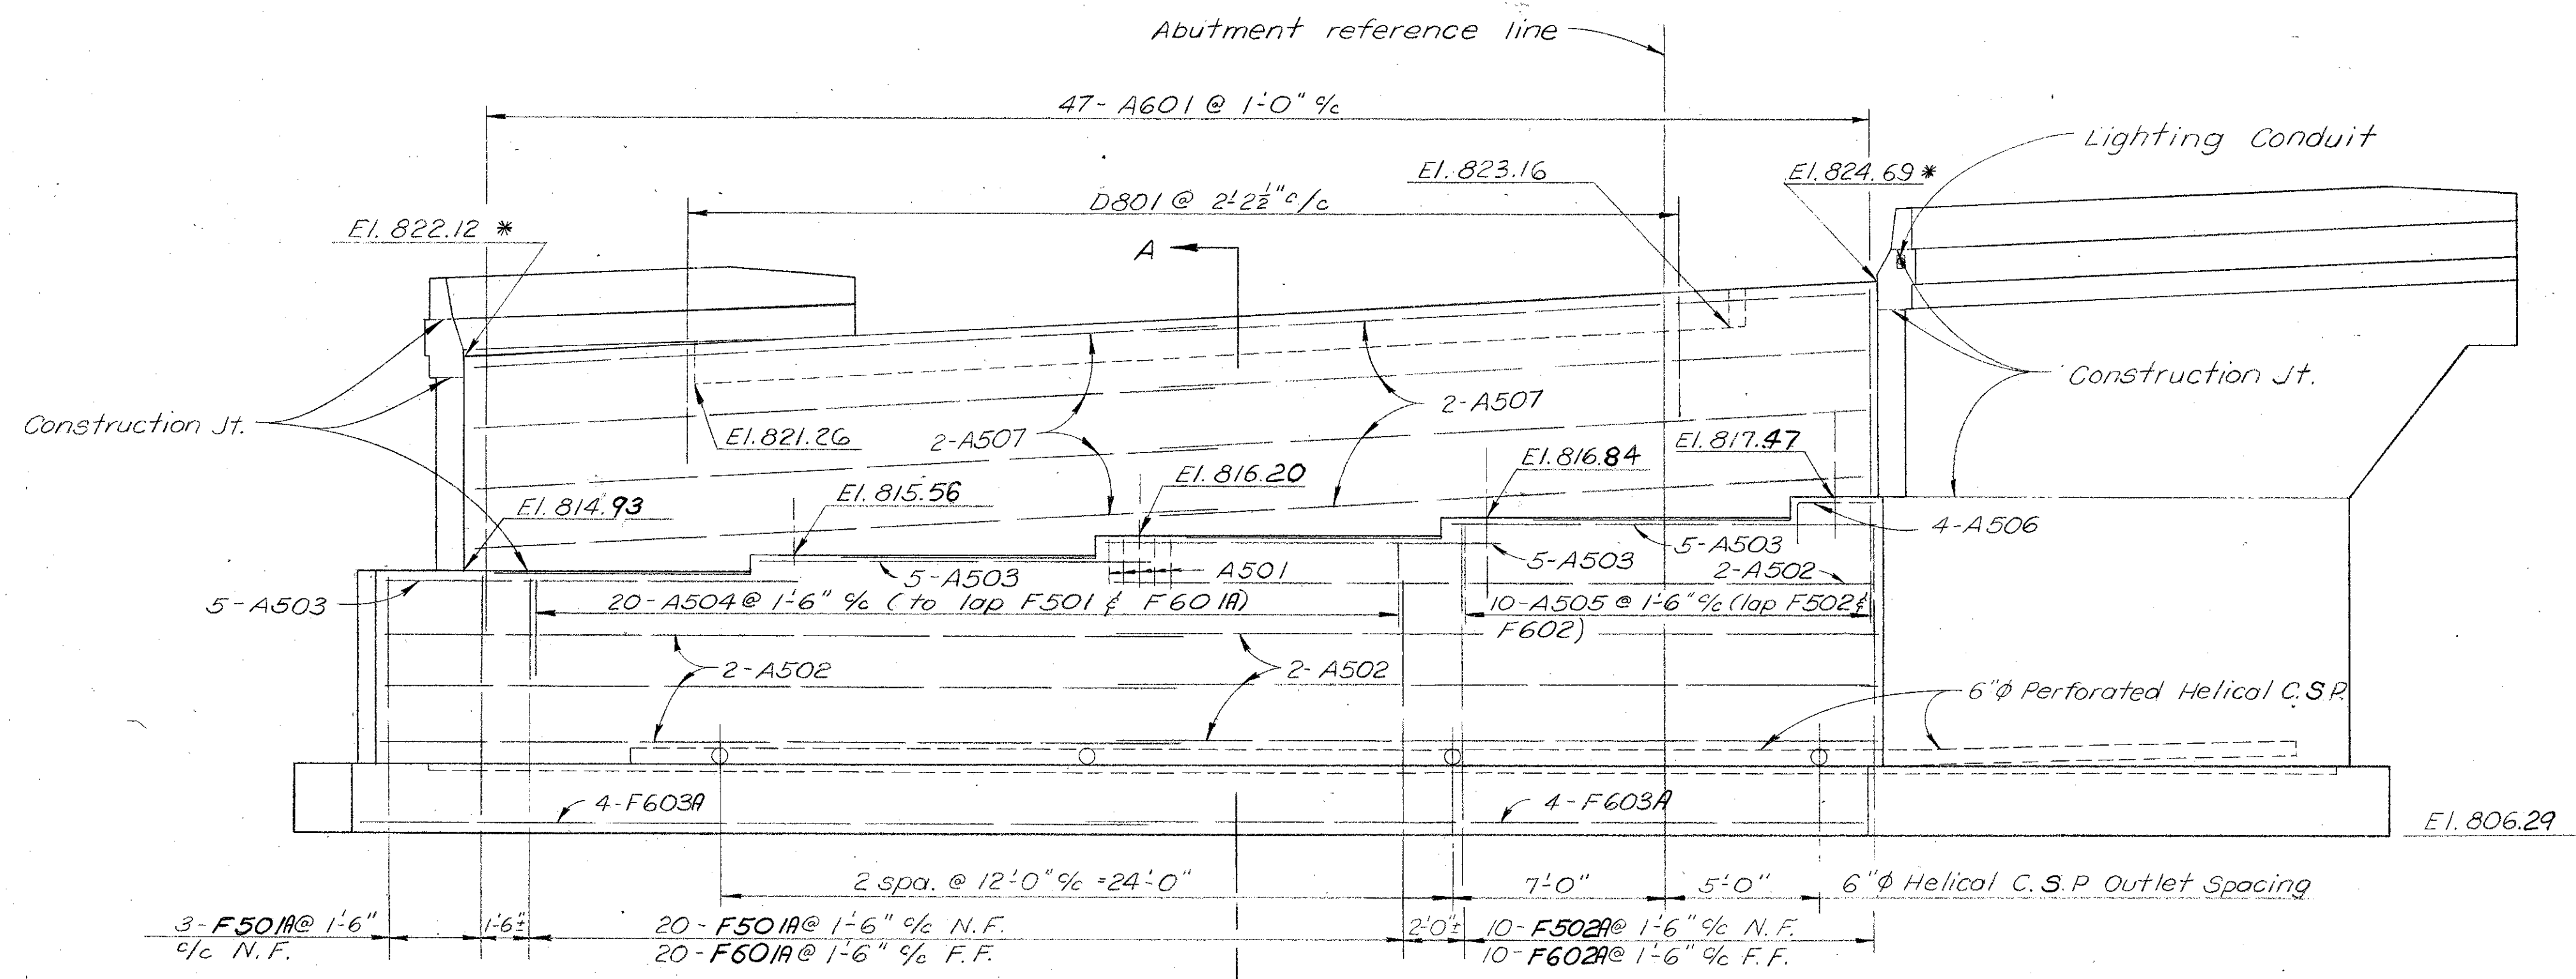 Abutment reference line
47- A601 @ 1'-0" c/c
Lighting Conduit
El. 823.16
El. 824.69 *
D801 @ 2'-2½" c/c
El. 822.12 *
A
Construction Jt.
Construction Jt.
2-A507
El. 821.26
2-A507
El. 817.47
El. 816.84
El. 816.20
El. 815.56
El. 814.93
4-A506
5-A503
5-A503
5-A503
A501
2-A502
5-A503
20-A504 @ 1'-6" c/c (to lap F501 & F601A)
10-A505 @ 1'-6" c/c (lap F502 &
F602)
2-A502
2-A502
6"ϕ Perforated Helical C.S.P.
4-F603A
4-F603A
El. 806.29
2 spa. @ 12'-0" c/c = 24'-0"
7'-0"
5'-0"
6"ϕ Helical C.S.P. Outlet Spacing
3-F501A @ 1'-6"
c/c N.F.
1'-6"±
20-F501A @ 1'-6" c/c N.F.
20-F601A @ 1'-6" c/c F.F.
2'-0"±
10-F502A @ 1'-6" c/c N.F.
10-F602A @ 1'-6" c/c F.F.